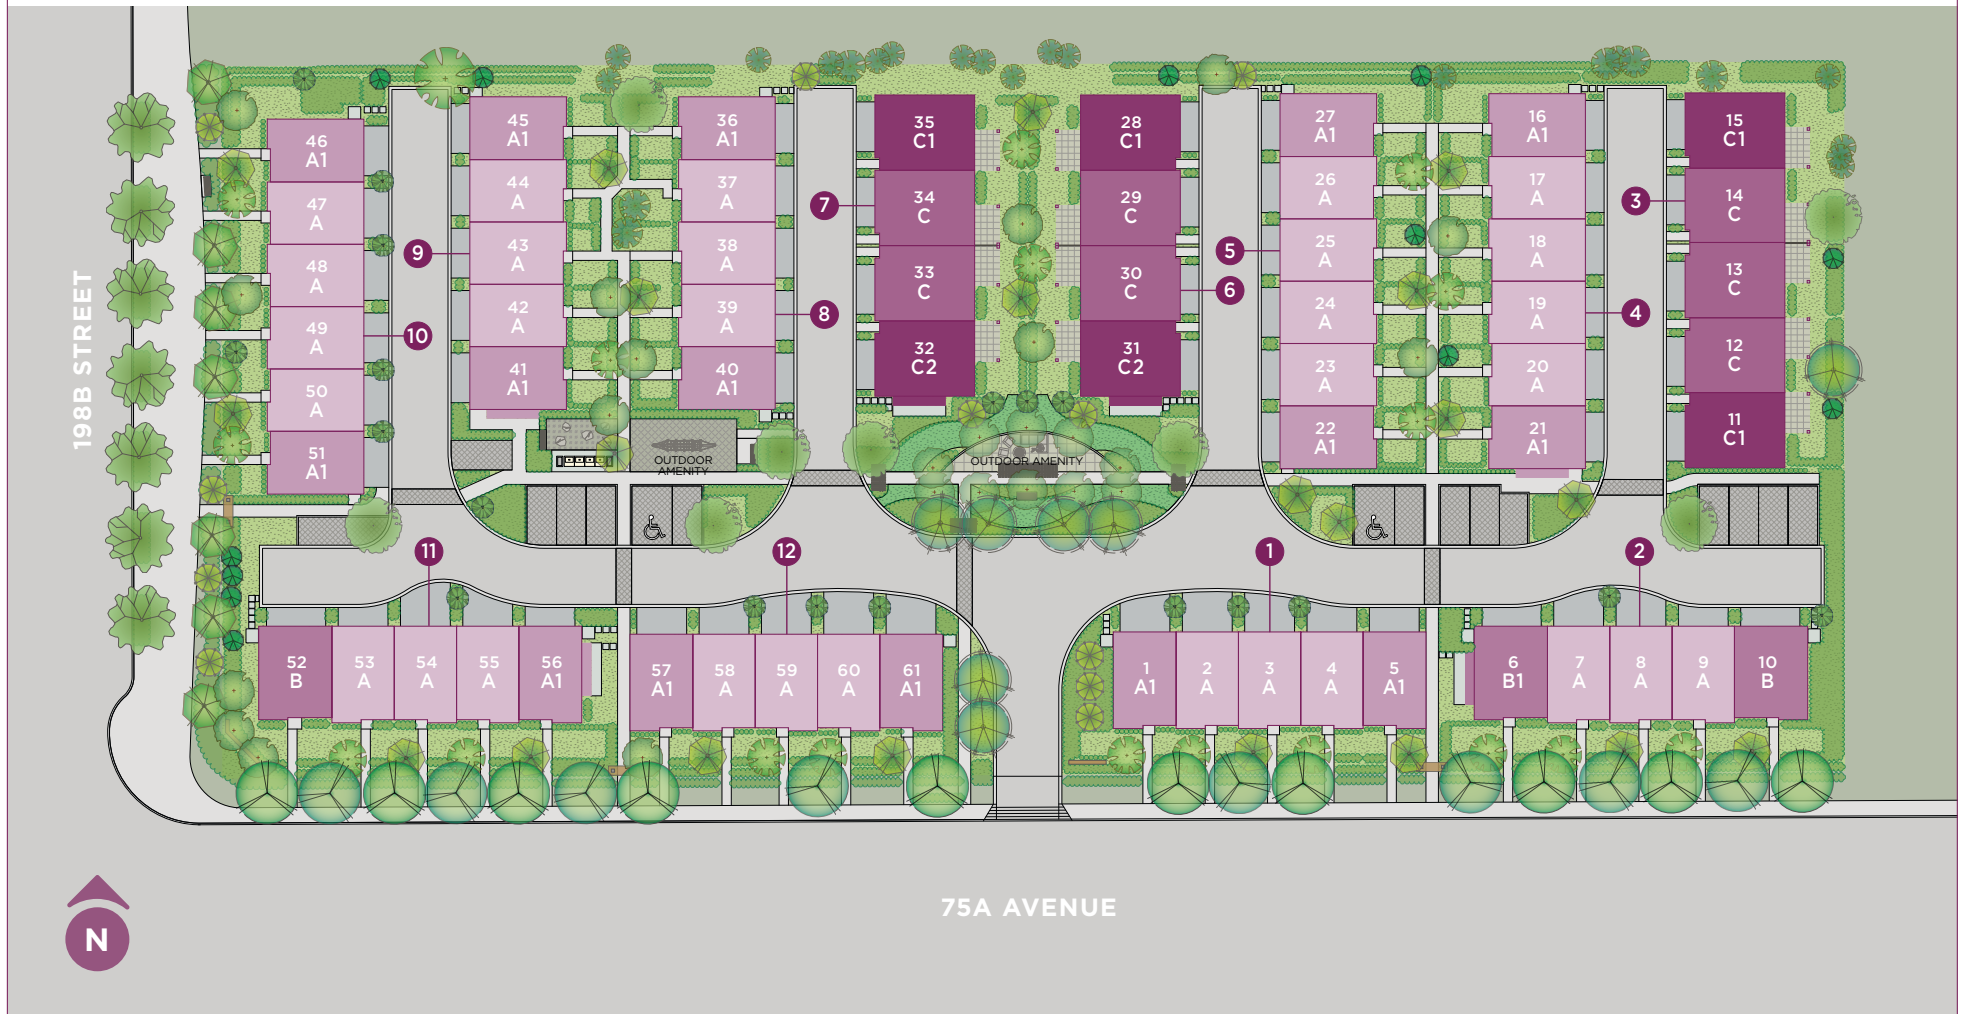 45
A1
36
A1
35
C1
28
C1
27
A1
16
A1
15
C1
46
A1
44
A
37
A
34
C
29
C
26
A
17
A
14
C
7
3
47
A
43
A
38
A
33
C
30
C
25
A
18
A
13
C
9
5
6
48
A
42
A
39
A
8
24
A
19
A
4
49
A
10
41
A1
40
A1
32
C2
31
C2
23
A
20
A
12
C
50
A
22
A1
21
A1
11
C1
51
A1
198B STREET
OUTDOOR
AMENITY
OUTDOOR AMENITY
11
12
1
2
52
B
53
A
54
A
55
A
56
A1
57
A1
58
A
59
A
60
A
61
A1
1
A1
2
A
3
A
4
A
5
A1
6
B1
7
A
8
A
9
A
10
B
75A AVENUE
N